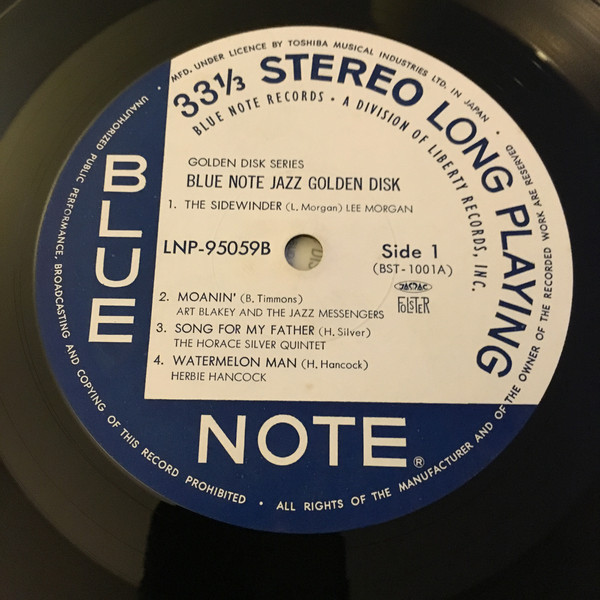 MFD. UNDER LICENCE BY TOSHIBA MUSICAL INDUSTRIES LTD. IN JAPAN •
33⅓ STEREO LONG PLAYING
BLUE NOTE RECORDS • A DIVISION OF LIBERTY RECORDS, INC.
GOLDEN DISK SERIES
BLUE NOTE JAZZ GOLDEN DISK
1. THE SIDEWINDER (L. Morgan) LEE MORGAN
LNP-95059B
Side 1
(BST-1001A)
JASRAC
FOLSTER
2. MOANIN' (B. Timmons)
ART BLAKEY AND THE JAZZ MESSENGERS
3. SONG FOR MY FATHER (H. Silver)
THE HORACE SILVER QUINTET
4. WATERMELON MAN (H. Hancock)
HERBIE HANCOCK
BLUE
NOTE®
• ALL RIGHTS OF THE MANUFACTURER AND OF THE OWNER OF THE RECORDED WORK ARE RESERVED
• UNAUTHORIZED PUBLIC PERFORMANCE, BROADCASTING AND COPYING OF THIS RECORD PROHIBITED